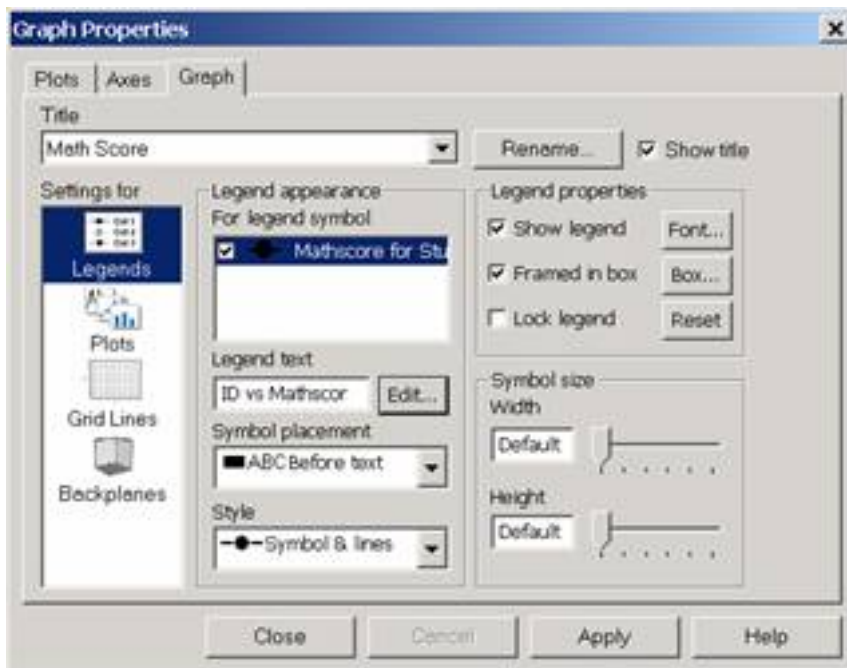 Graph Properties
Plots
Axes
Graph
Title
Math Score
Rename...
Show title
Settings for
Legends
Plots
Grid Lines
Backplanes
Legend appearance
For legend symbol
Mathscore for Stu
Legend text
ID vs Mathscor
Edit...
Symbol placement
ABC Before text
Style
Symbol & lines
Legend properties
Show legend
Font...
Framed in box
Box...
Lock legend
Reset
Symbol size
Width
Default
Height
Default
Close
Cancel
Apply
Help